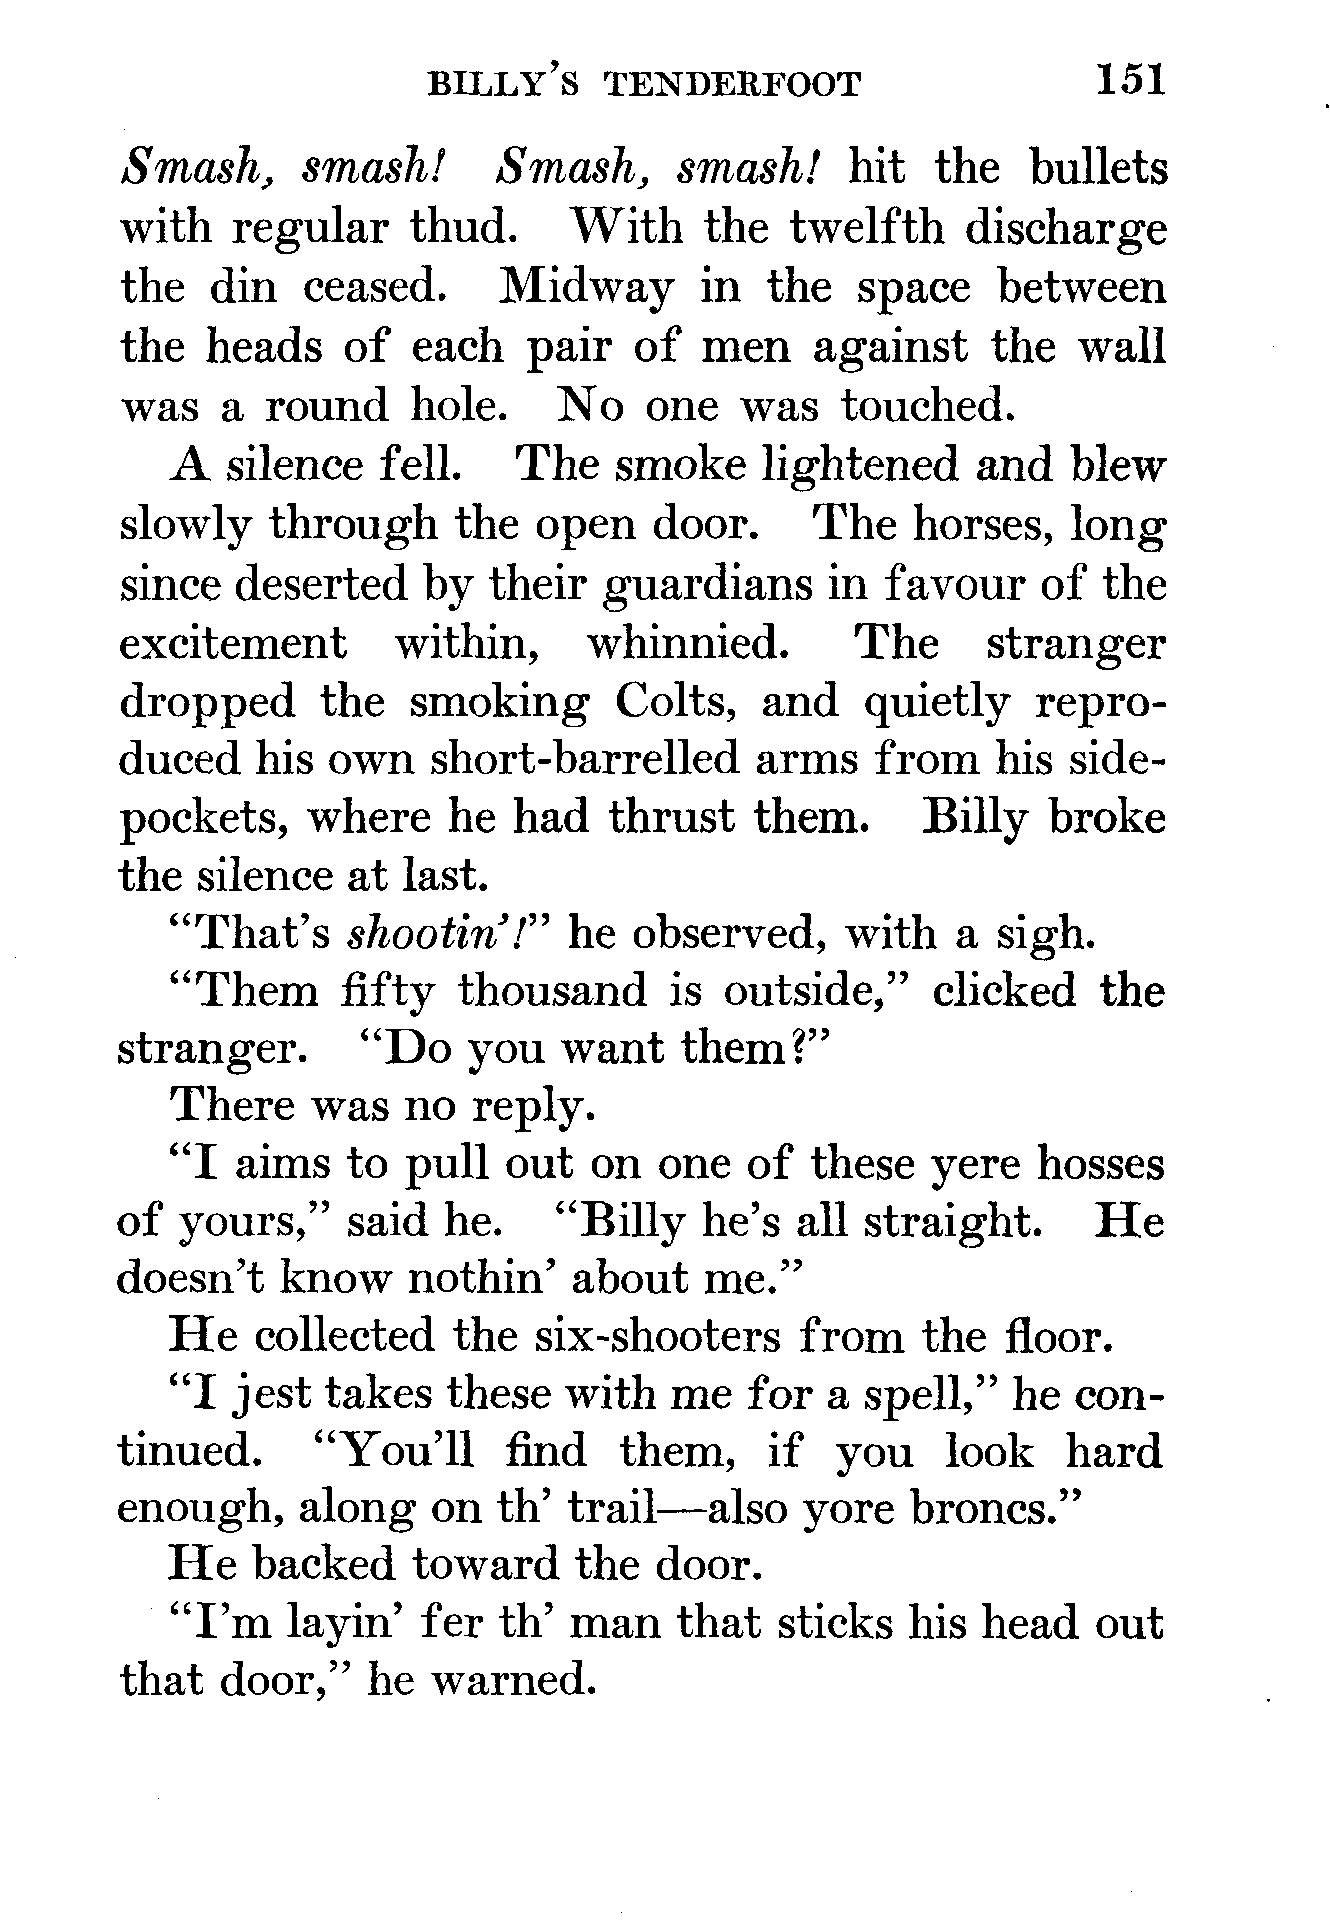 BILLY'S TENDERFOOT 151
Smash, smash! Smash, smash! hit the bullets
with regular thud. With the twelfth discharge
the din ceased. Midway in the space between
the heads of each pair of men against the wall
was a round hole. No one was touched.
A silence fell. The smoke lightened and blew
slowly through the open door. The horses, long
since deserted by their guardians in favour of the
excitement within, whinnied. The stranger
dropped the smoking Colts, and quietly repro-
duced his own short-barrelled arms from his side-
pockets, where he had thrust them. Billy broke
the silence at last.
“That’s shootin’!” he observed, with a sigh.
“Them fifty thousand is outside,” clicked the
stranger. “Do you want them?”
There was no reply.
“I aims to pull out on one of these yere hosses
of yours,” said he. “Billy he’s all straight. He
doesn’t know nothin’ about me.”
He collected the six-shooters from the floor.
“I jest takes these with me for a spell,” he con-
tinued. “You’ll find them, if you look hard
enough, along on th’ trail—also yore broncs.”
He backed toward the door.
“I’m layin’ fer th’ man that sticks his head out
that door,” he warned.